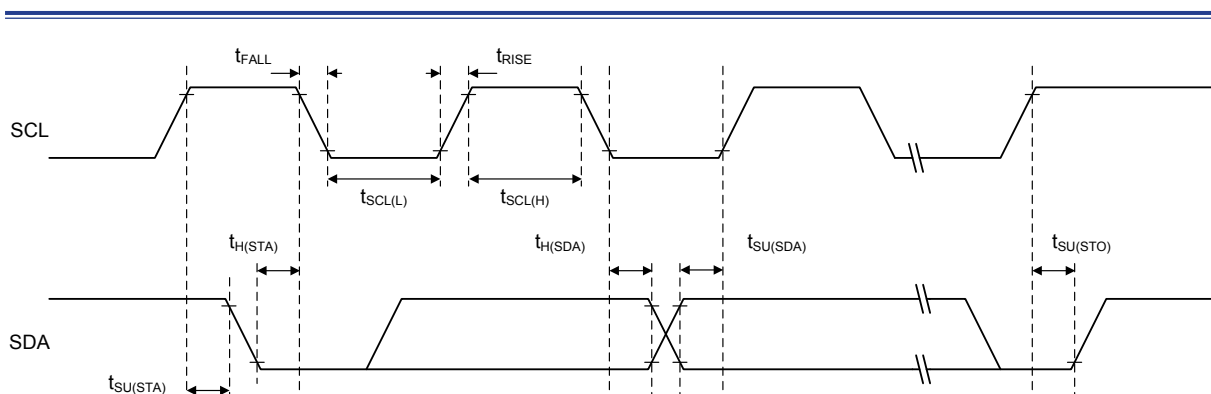 tFALL
tRISE
SCL
tSCL(L)
tSCL(H)
tH(STA)
tH(SDA)
tSU(SDA)
tSU(STO)
SDA
tSU(STA)